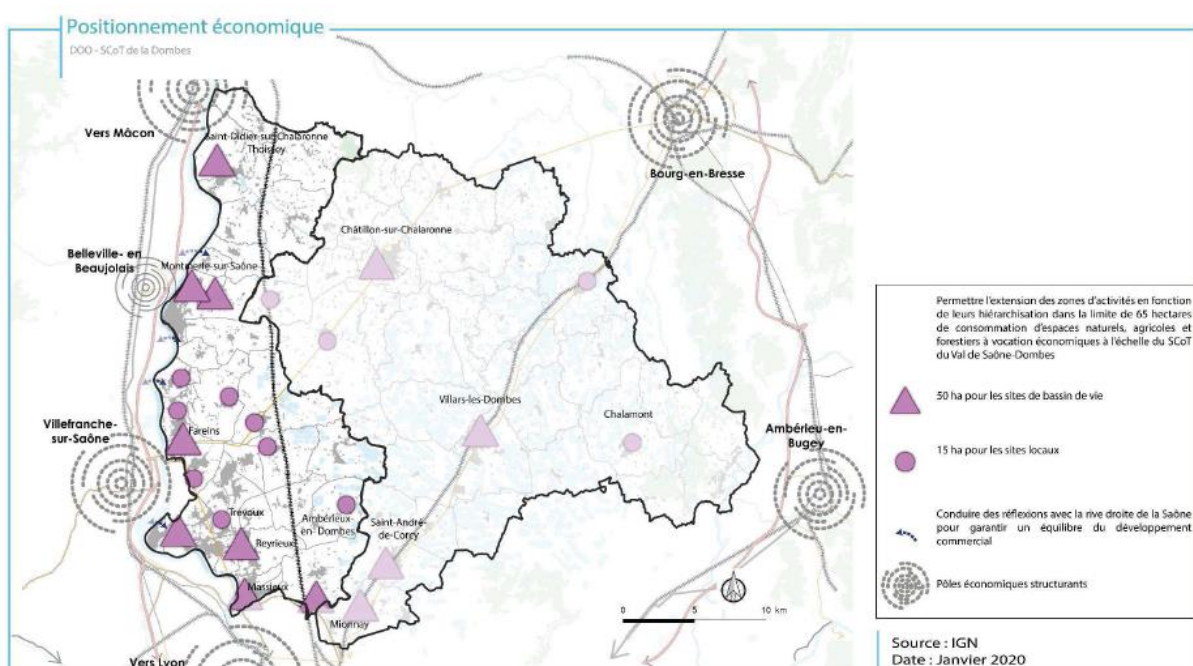 Positionnement économique
DOO - SCoT de la Dombes
Vers Mâcon
Saint-Didier-sur-Chalaronne
Thoissey
Bourg-en-Bresse
Châtillon-sur-Chalaronne
Belleville- en
Beaujolais
Montmerle-sur-Saône
Villars-les-Dombes
Chalamont
Villefranche-
sur-Saône
Fareins
Ambérieu-en-
Bugey
Trévoux
Ambérieux-
en-Dombes
Saint-André-
de-Corcy
Reyrieux
Massieux
Mionnay
Vers Lyon
0 5 10 km
Permettre l'extension des zones d'activités en fonction
de leurs hiérarchisation dans la limite de 65 hectares
de consommation d'espaces naturels, agricoles et
forestiers à vocation économiques à l'échelle du SCoT
du Val de Saône-Dombes
50 ha pour les sites de bassin de vie
15 ha pour les sites locaux
Conduire des réflexions avec la rive droite de la Saône
pour garantir un équilibre du développement
commercial
Pôles économiques structurants
Source : IGN
Date : Janvier 2020